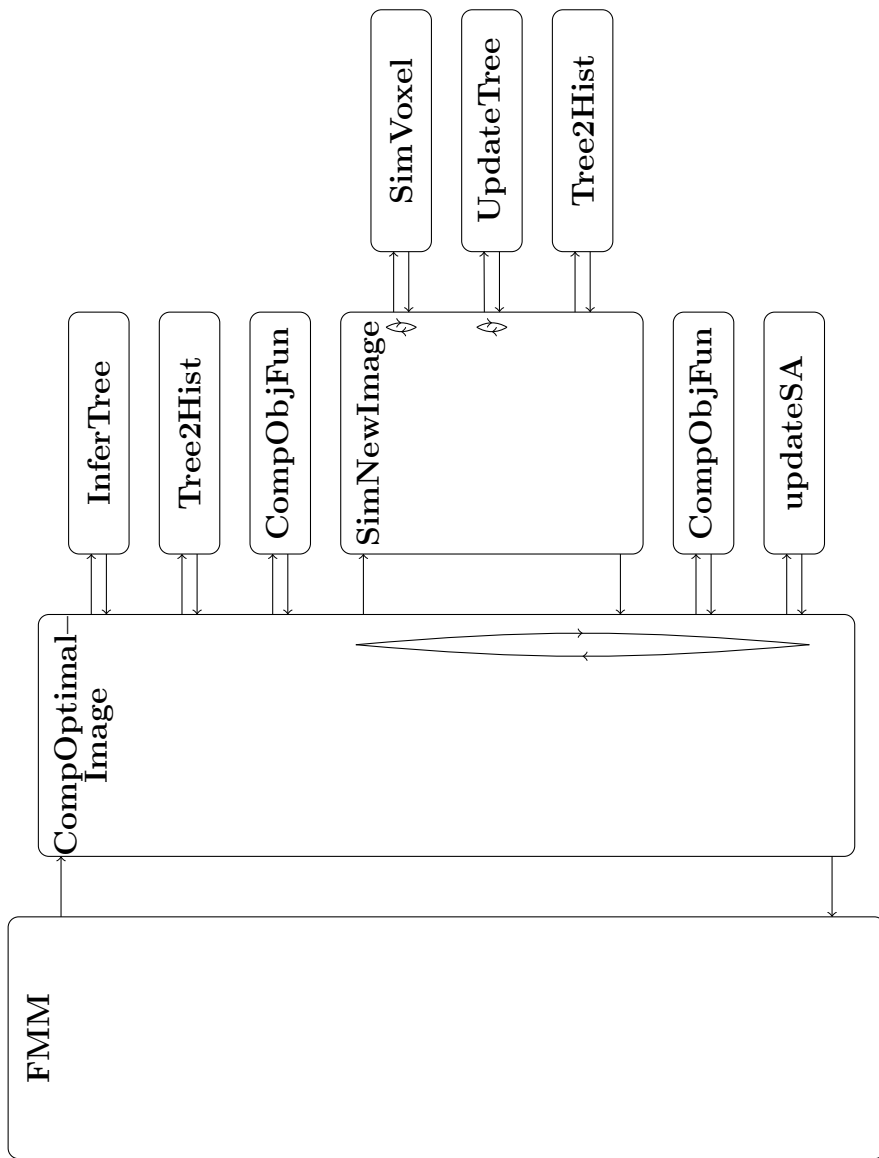 FMM
CompOptimal–
Image
InferTree
Tree2Hist
CompObjFun
SimNewImage
SimVoxel
UpdateTree
Tree2Hist
CompObjFun
updateSA